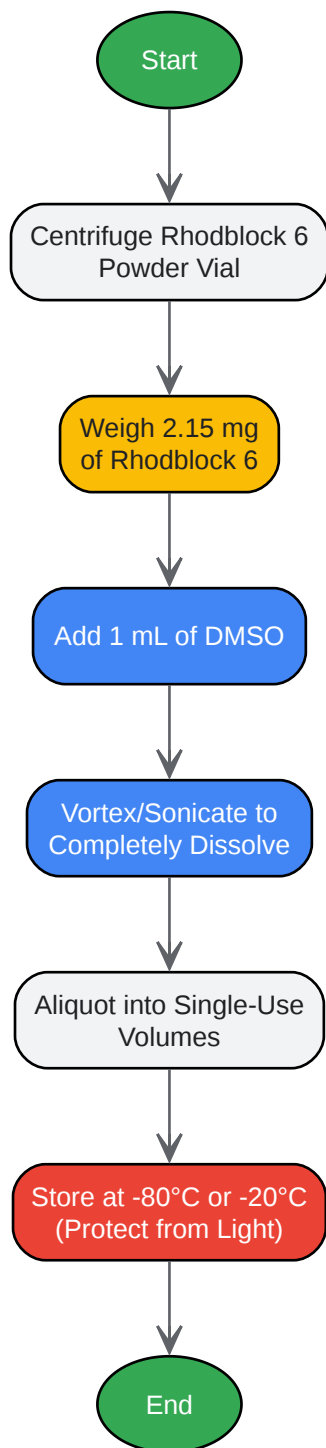 Start
Centrifuge Rhodblock 6
Powder Vial
Weigh 2.15 mg
of Rhodblock 6
Add 1 mL of DMSO
Vortex/Sonicate to
Completely Dissolve
Aliquot into Single-Use
Volumes
Store at -80°C or -20°C
(Protect from Light)
End